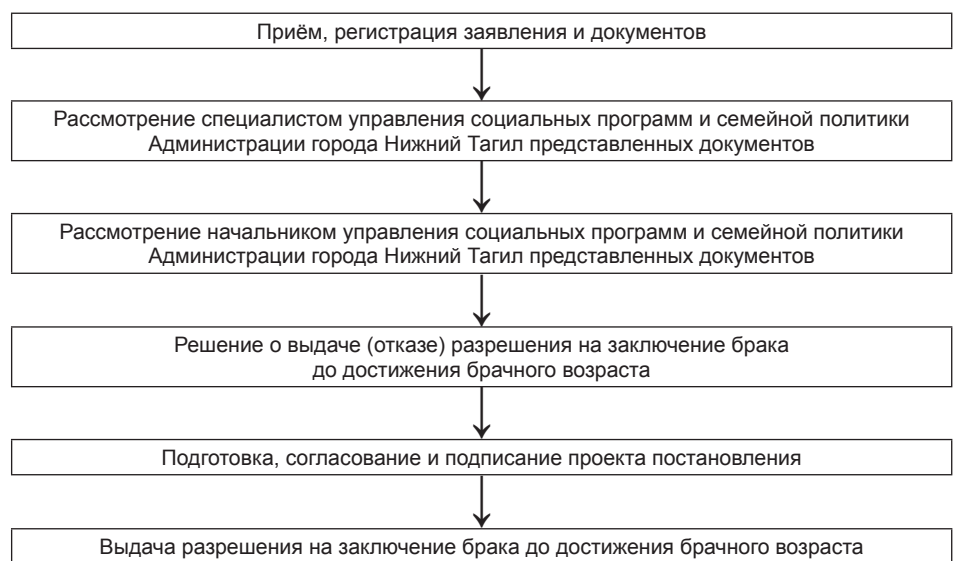 Приём, регистрация заявления и документов
Рассмотрение специалистом управления социальных программ и семейной политики
Администрации города Нижний Тагил представленных документов
Рассмотрение начальником управления социальных программ и семейной политики
Администрации города Нижний Тагил представленных документов
Решение о выдаче (отказе) разрешения на заключение брака
до достижения брачного возраста
Подготовка, согласование и подписание проекта постановления
Выдача разрешения на заключение брака до достижения брачного возраста